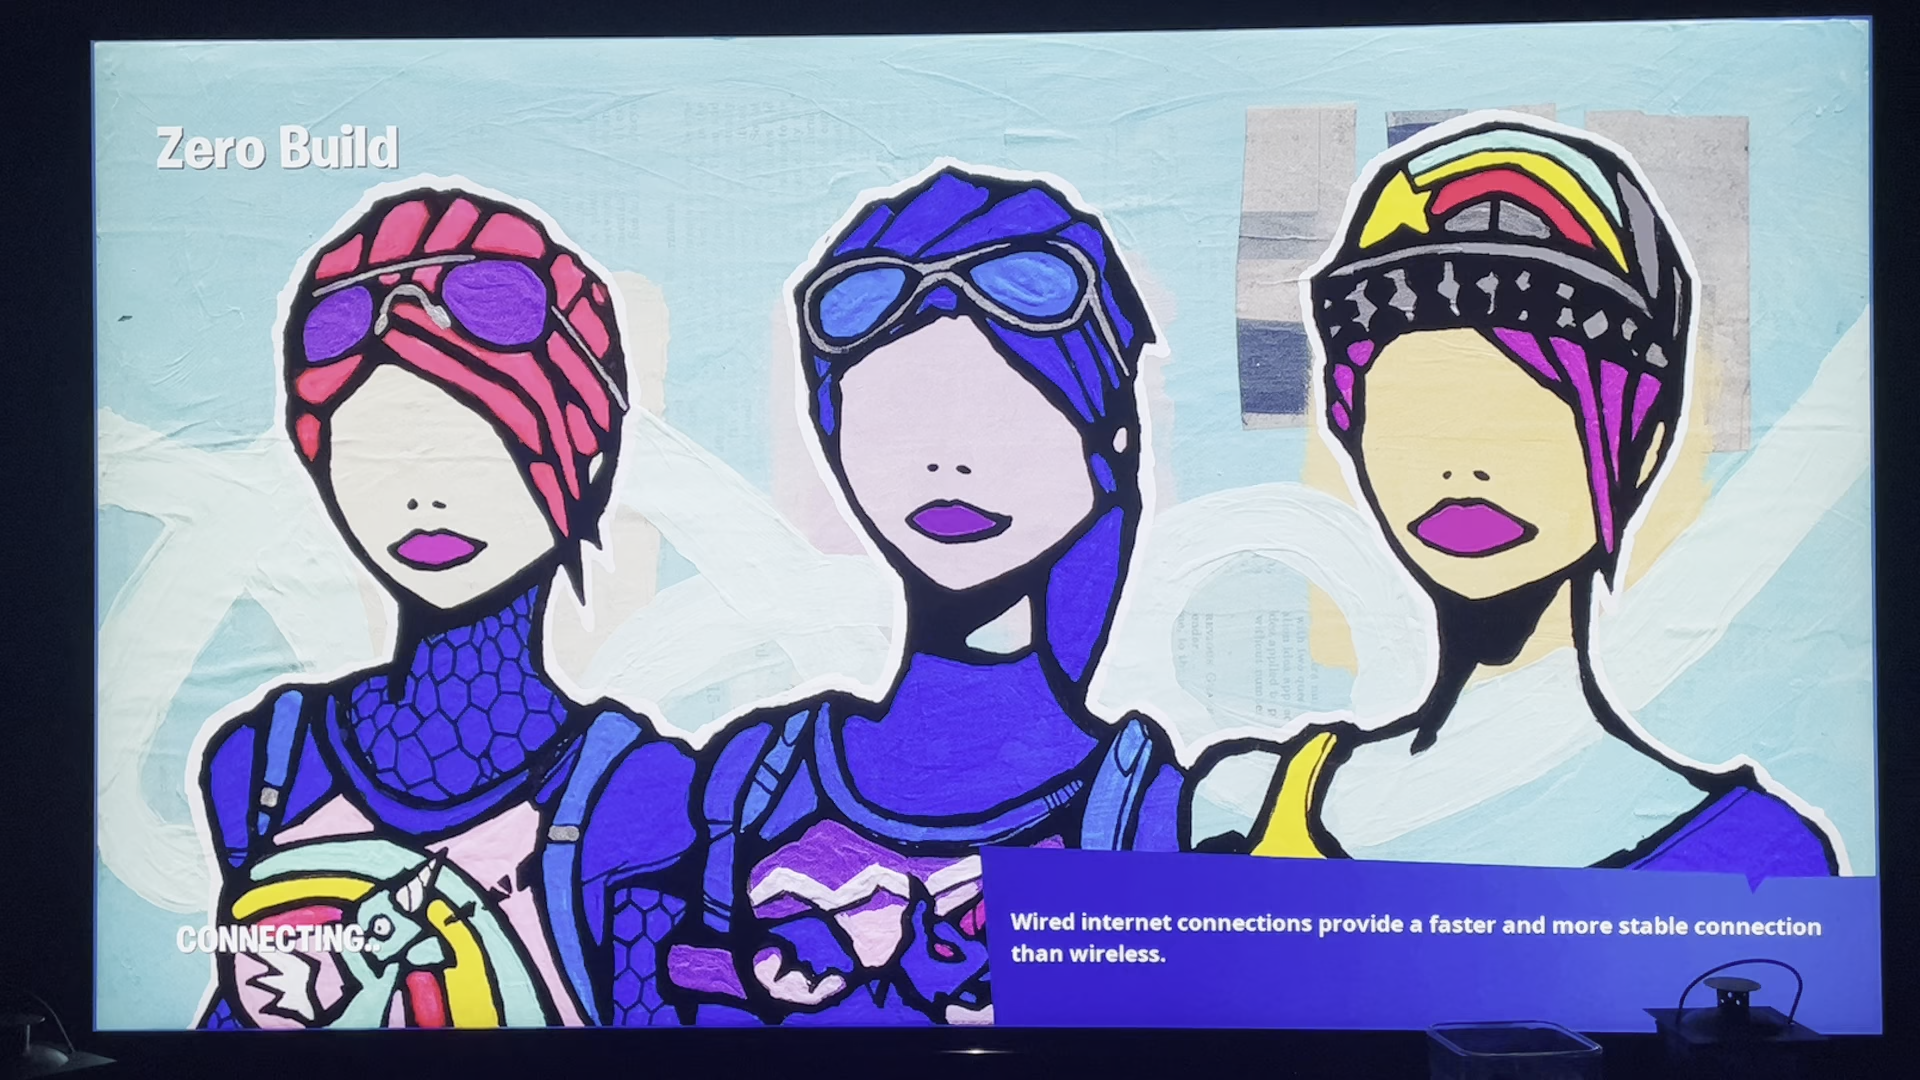 Zero Build
CONNECTING..
Wired internet connections provide a faster and more stable connection
than wireless.